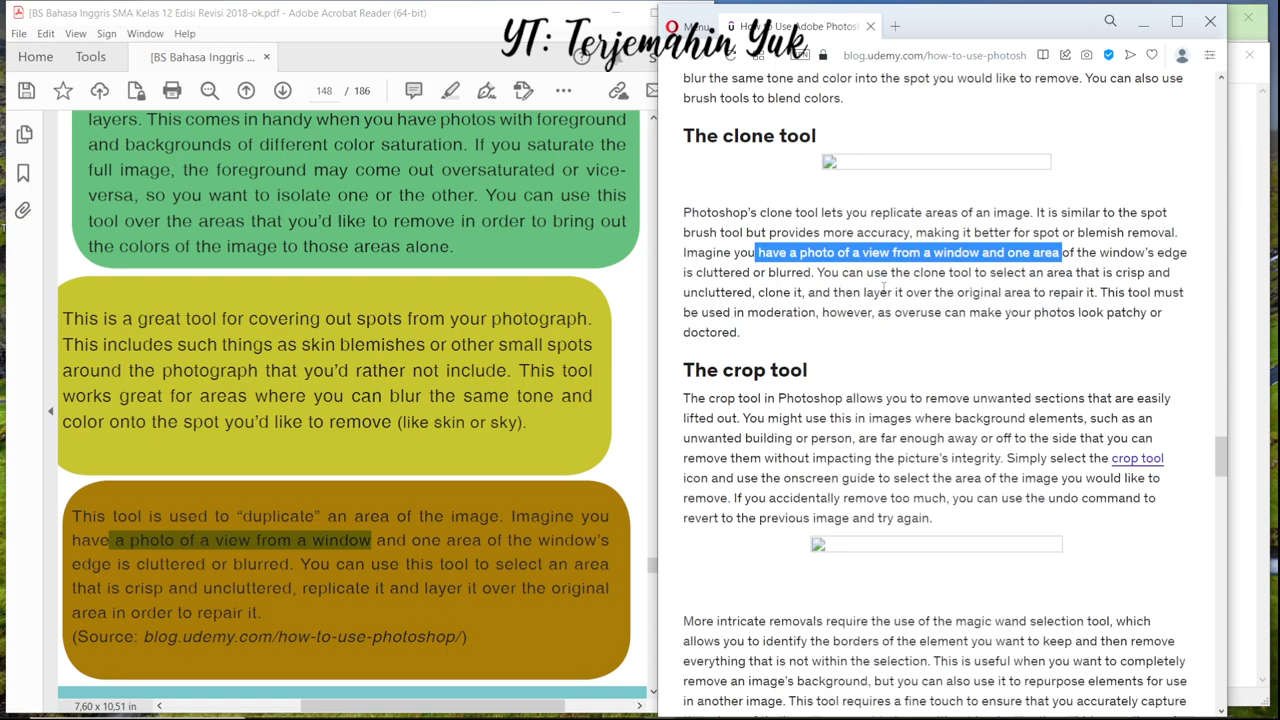 [BS Bahasa Inggris SMA Kelas 12 Edisi Revisi 2018-ok.pdf - Adobe Acrobat Reader (64-bit)
File Edit View Sign Window Help
Home Tools [BS Bahasa Inggris ... ×
148 / 186
YT: Terjemahin Yuk
layers. This comes in handy when you have photos with foreground
and backgrounds of different color saturation. If you saturate the
full image, the foreground may come out oversaturated or vice-
versa, so you want to isolate one or the other. You can use this
tool over the areas that you'd like to remove in order to bring out
the colors of the image to those areas alone.
This is a great tool for covering out spots from your photograph.
This includes such things as skin blemishes or other small spots
around the photograph that you'd rather not include. This tool
works great for areas where you can blur the same tone and
color onto the spot you'd like to remove (like skin or sky).
This tool is used to “duplicate” an area of the image. Imagine you
have a photo of a view from a window and one area of the window's
edge is cluttered or blurred. You can use this tool to select an area
that is crisp and uncluttered, replicate it and layer it over the original
area in order to repair it.
(Source: blog.udemy.com/how-to-use-photoshop/)
7,60 x 10,51 in
Menu
How to Use Adobe Photos
blog.udemy.com/how-to-use-photosh
blur the same tone and color into the spot you would like to remove. You can also use
brush tools to blend colors.
The clone tool
Photoshop's clone tool lets you replicate areas of an image. It is similar to the spot
brush tool but provides more accuracy, making it better for spot or blemish removal.
Imagine you have a photo of a view from a window and one area of the window's edge
is cluttered or blurred. You can use the clone tool to select an area that is crisp and
uncluttered, clone it, and then layer it over the original area to repair it. This tool must
be used in moderation, however, as overuse can make your photos look patchy or
doctored.
The crop tool
The crop tool in Photoshop allows you to remove unwanted sections that are easily
lifted out. You might use this in images where background elements, such as an
unwanted building or person, are far enough away or off to the side that you can
remove them without impacting the picture's integrity. Simply select the crop tool
icon and use the onscreen guide to select the area of the image you would like to
remove. If you accidentally remove too much, you can use the undo command to
revert to the previous image and try again.
More intricate removals require the use of the magic wand selection tool, which
allows you to identify the borders of the element you want to keep and then remove
everything that is not within the selection. This is useful when you want to completely
remove an image's background, but you can also use it to repurpose elements for use
in another image. This tool requires a fine touch to ensure that you accurately capture